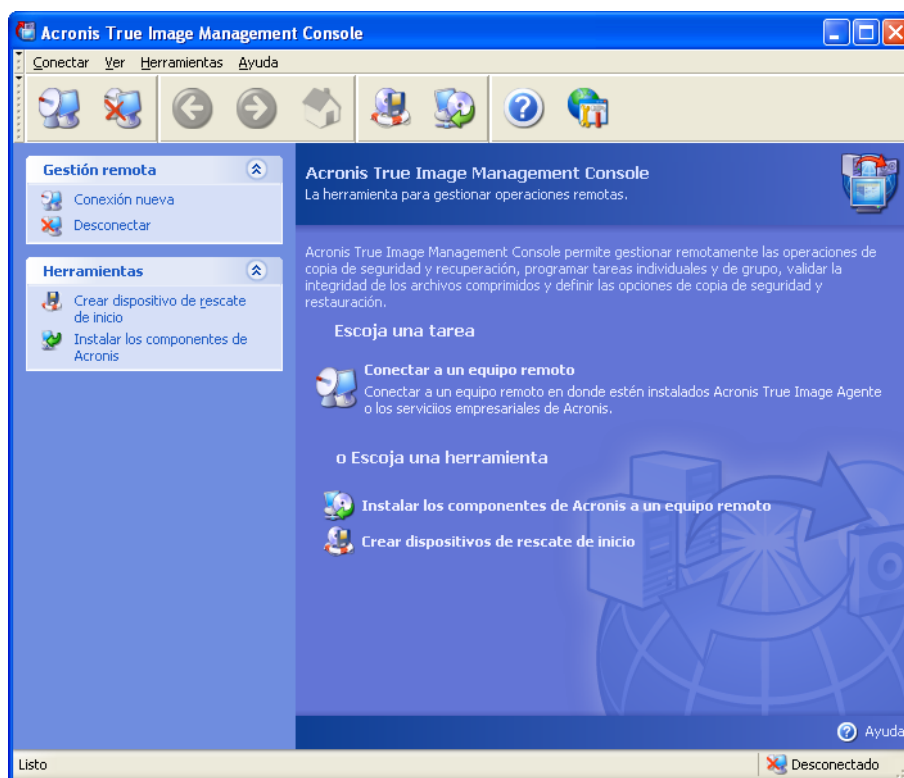 Acronis True Image Management Console
Conectar Ver Herramientas Ayuda
Gestión remota
Conexión nueva
Desconectar
Herramientas
Crear dispositivo de rescate
de inicio
Instalar los componentes de
Acronis
Acronis True Image Management Console
La herramienta para gestionar operaciones remotas.
Acronis True Image Management Console permite gestionar remotamente las operaciones de
copia de seguridad y recuperación, programar tareas individuales y de grupo, validar la
integridad de los archivos comprimidos y definir las opciones de copia de seguridad y
restauración.
Escoja una tarea
Conectar a un equipo remoto
Conectar a un equipo remoto en donde estén instalados Acronis True Image Agente
o los serviciios empresariales de Acronis.
o Escoja una herramienta
Instalar los componentes de Acronis a un equipo remoto
Crear dispositivos de rescate de inicio
Ayuda
Listo
Desconectado